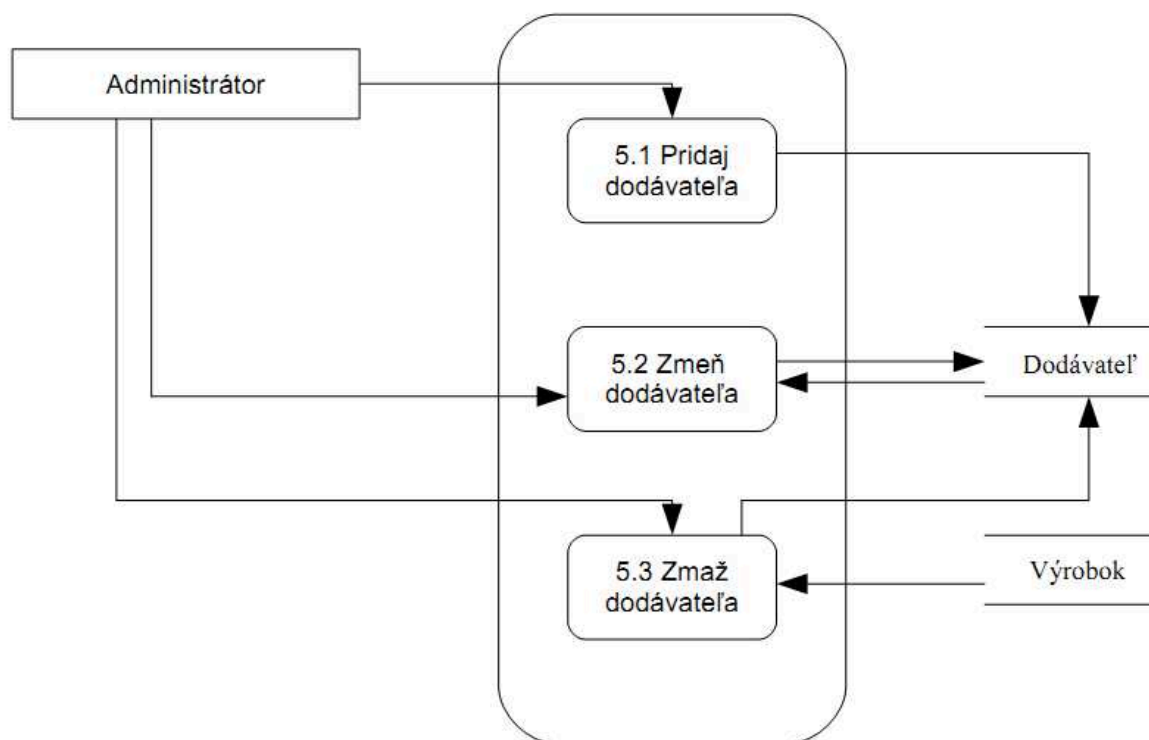 Administrátor
5.1 Pridaj
dodávateľa
5.2 Zmeň
dodávateľa
Dodávateľ
5.3 Zmaž
dodávateľa
Výrobok